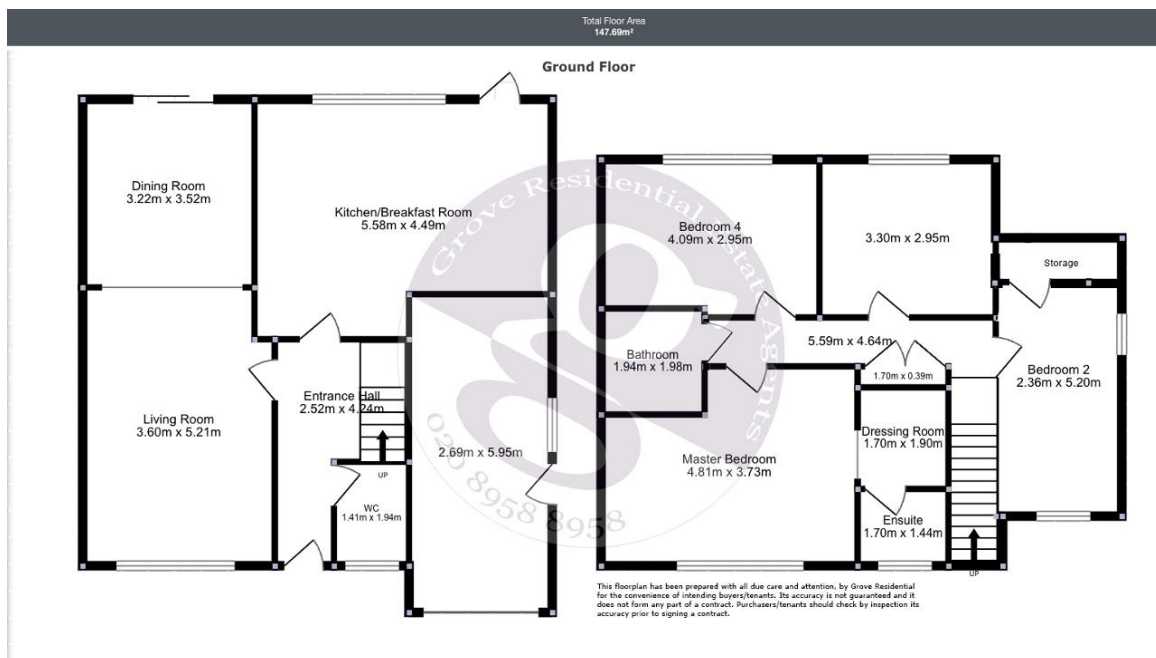 Total Floor Area
147.69m²
Ground Floor
Dining Room
3.22m x 3.52m
Kitchen/Breakfast Room
5.58m x 4.49m
Living Room
3.60m x 5.21m
Entrance Hall
2.52m x 4.24m
UP
WC
1.41m x 1.94m
2.69m x 5.95m
Bedroom 4
4.09m x 2.95m
3.30m x 2.95m
Storage
Bathroom
1.94m x 1.98m
5.59m x 4.64m
1.70m x 0.39m
Bedroom 2
2.36m x 5.20m
Dressing Room
1.70m x 1.90m
Master Bedroom
4.81m x 3.73m
Ensuite
1.70m x 1.44m
UP
Grove Residential Estate Agents
020 8958 8958
This floorplan has been prepared with all due care and attention, by Grove Residential
for the convenience of intending buyers/tenants. Its accuracy is not guaranteed and it
does not form any part of a contract. Purchasers/tenants should check by inspection its
accuracy prior to signing a contract.